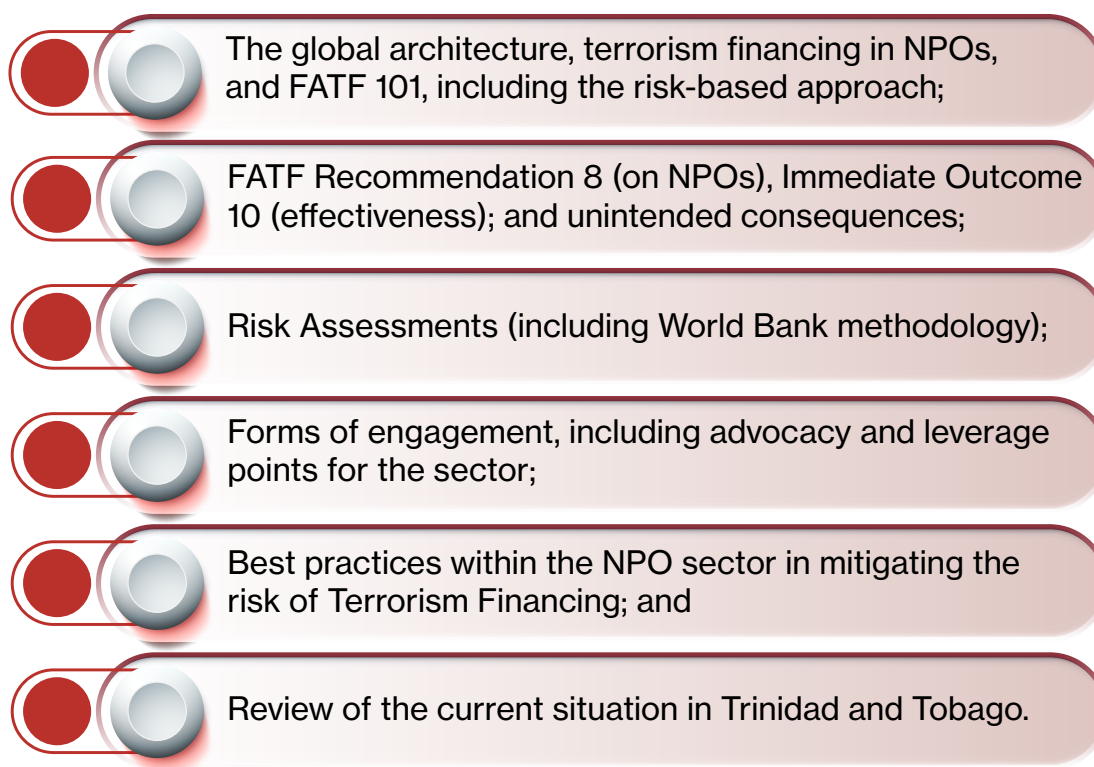 The global architecture, terrorism financing in NPOs,
and FATF 101, including the risk-based approach;
FATF Recommendation 8 (on NPOs), Immediate Outcome
10 (effectiveness); and unintended consequences;
Risk Assessments (including World Bank methodology);
Forms of engagement, including advocacy and leverage
points for the sector;
Best practices within the NPO sector in mitigating the
risk of Terrorism Financing; and
Review of the current situation in Trinidad and Tobago.